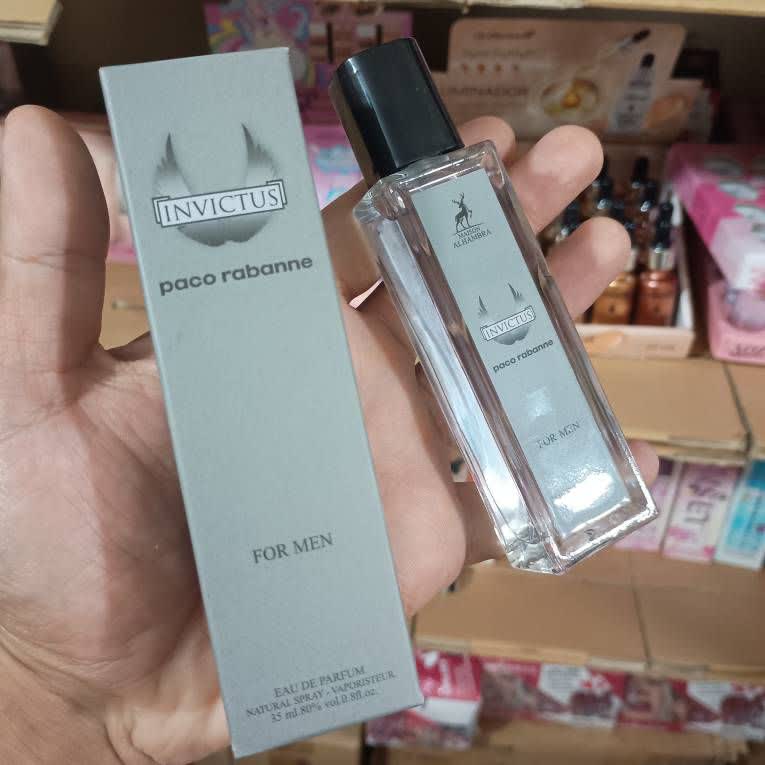 INVICTUS
paco rabanne
FOR MEN
EAU DE PARFUM
NATURAL SPRAY - VAPORISTEUR
35 ml.80% vol.0.8fl.oz.
MAISON
ALHAMBRA
INVICTUS
paco rabanne
FOR MEN